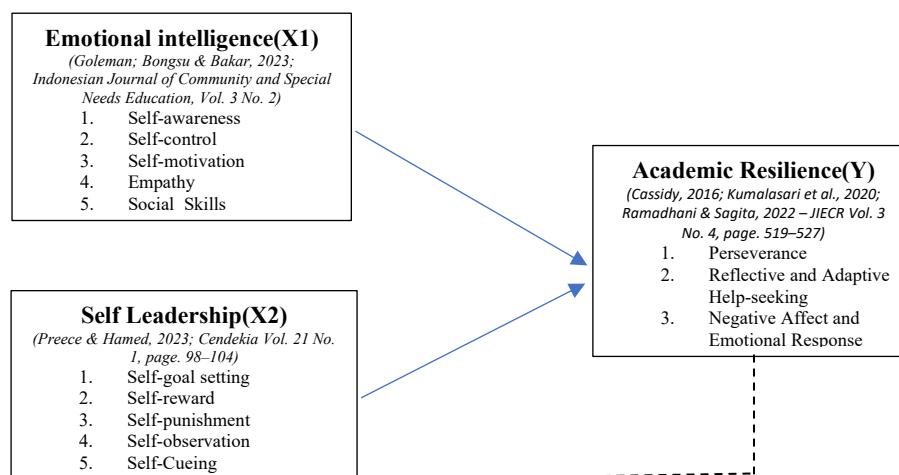 Emotional intelligence(X1)
(Goleman; Bongsu & Bakar, 2023;
Indonesian Journal of Community and Special
Needs Education, Vol. 3 No. 2)
1. Self-awareness
2. Self-control
3. Self-motivation
4. Empathy
5. Social Skills
Academic Resilience(Y)
(Cassidy, 2016; Kumalasari et al., 2020;
Ramadhani & Sagita, 2022 – JIECR Vol. 3
No. 4, page. 519–527)
1. Perseverance
2. Reflective and Adaptive
Help-seeking
3. Negative Affect and
Emotional Response
Self Leadership(X2)
(Preece & Hamed, 2023; Cendekia Vol. 21 No.
1, page. 98–104)
1. Self-goal setting
2. Self-reward
3. Self-punishment
4. Self-observation
5. Self-Cueing